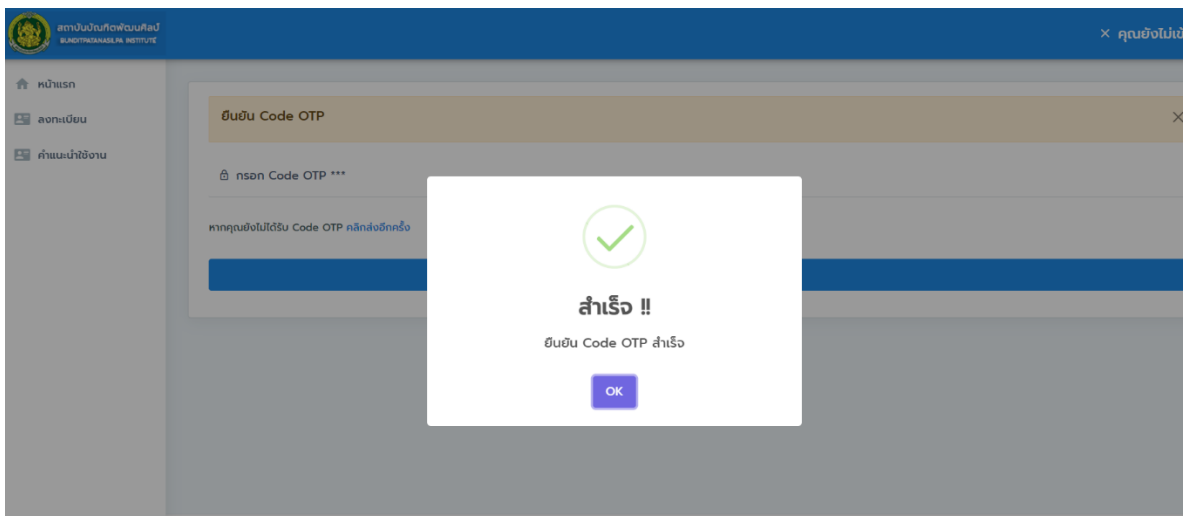 สถาบันบัณฑิตพัฒนศิลป์
BUNDITPATANASILPA INSTITUTE
× คุณยังไม่เข้
หน้าแรก
ลงทะเบียน
คำแนะนำใช้งาน
ยืนยัน Code OTP
กรอก Code OTP ***
หากคุณยังไม่ได้รับ Code OTP คลิกส่งอีกครั้ง
สำเร็จ !!
ยืนยัน Code OTP สำเร็จ
OK